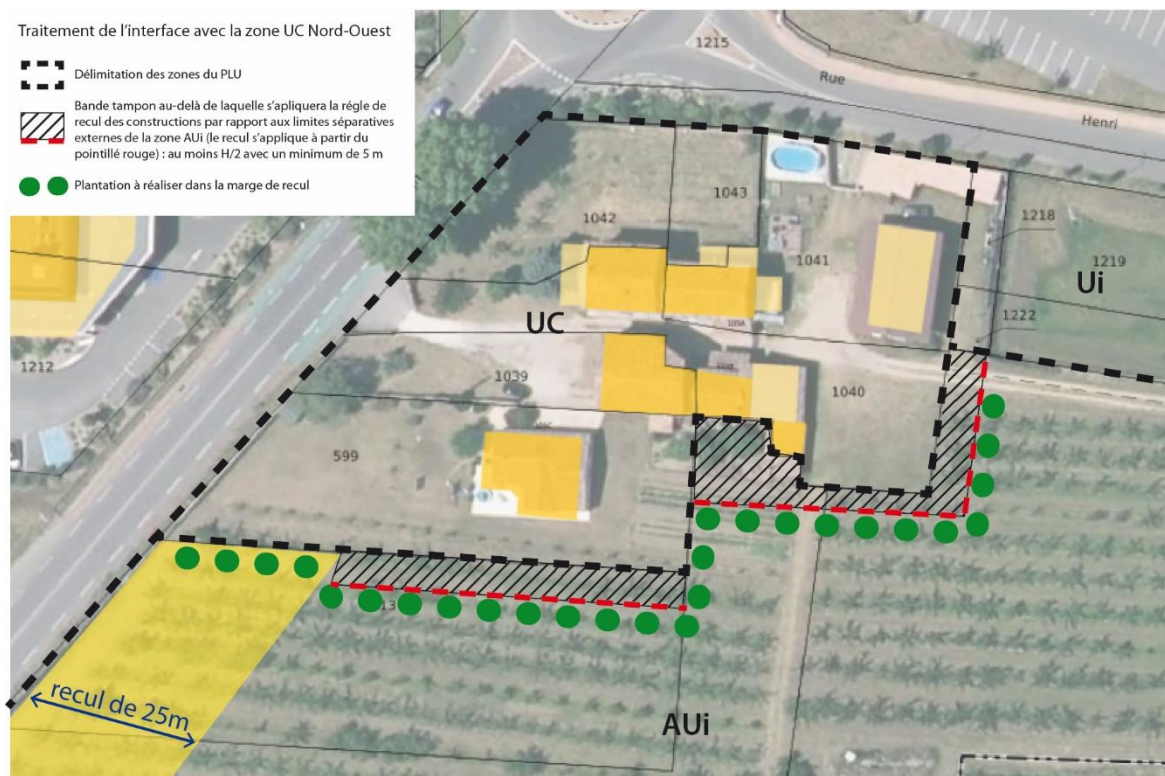 Traitement de l'interface avec la zone UC Nord-Ouest
Délimitation des zones du PLU
Bande tampon au-delà de laquelle s'apliquera la régle de
recul des constructions par rapport aux limites séparatives
externes de la zone AUi (le recul s'applique à partir du
pointillé rouge) : au moins H/2 avec un minimum de 5 m
Plantation à réaliser dans la marge de recul
1215
Rue
Henri
1043
1042
1218
1041
1219
Ui
UC
1222
1212
1039
1040
599
13
recul de 25m
AUi